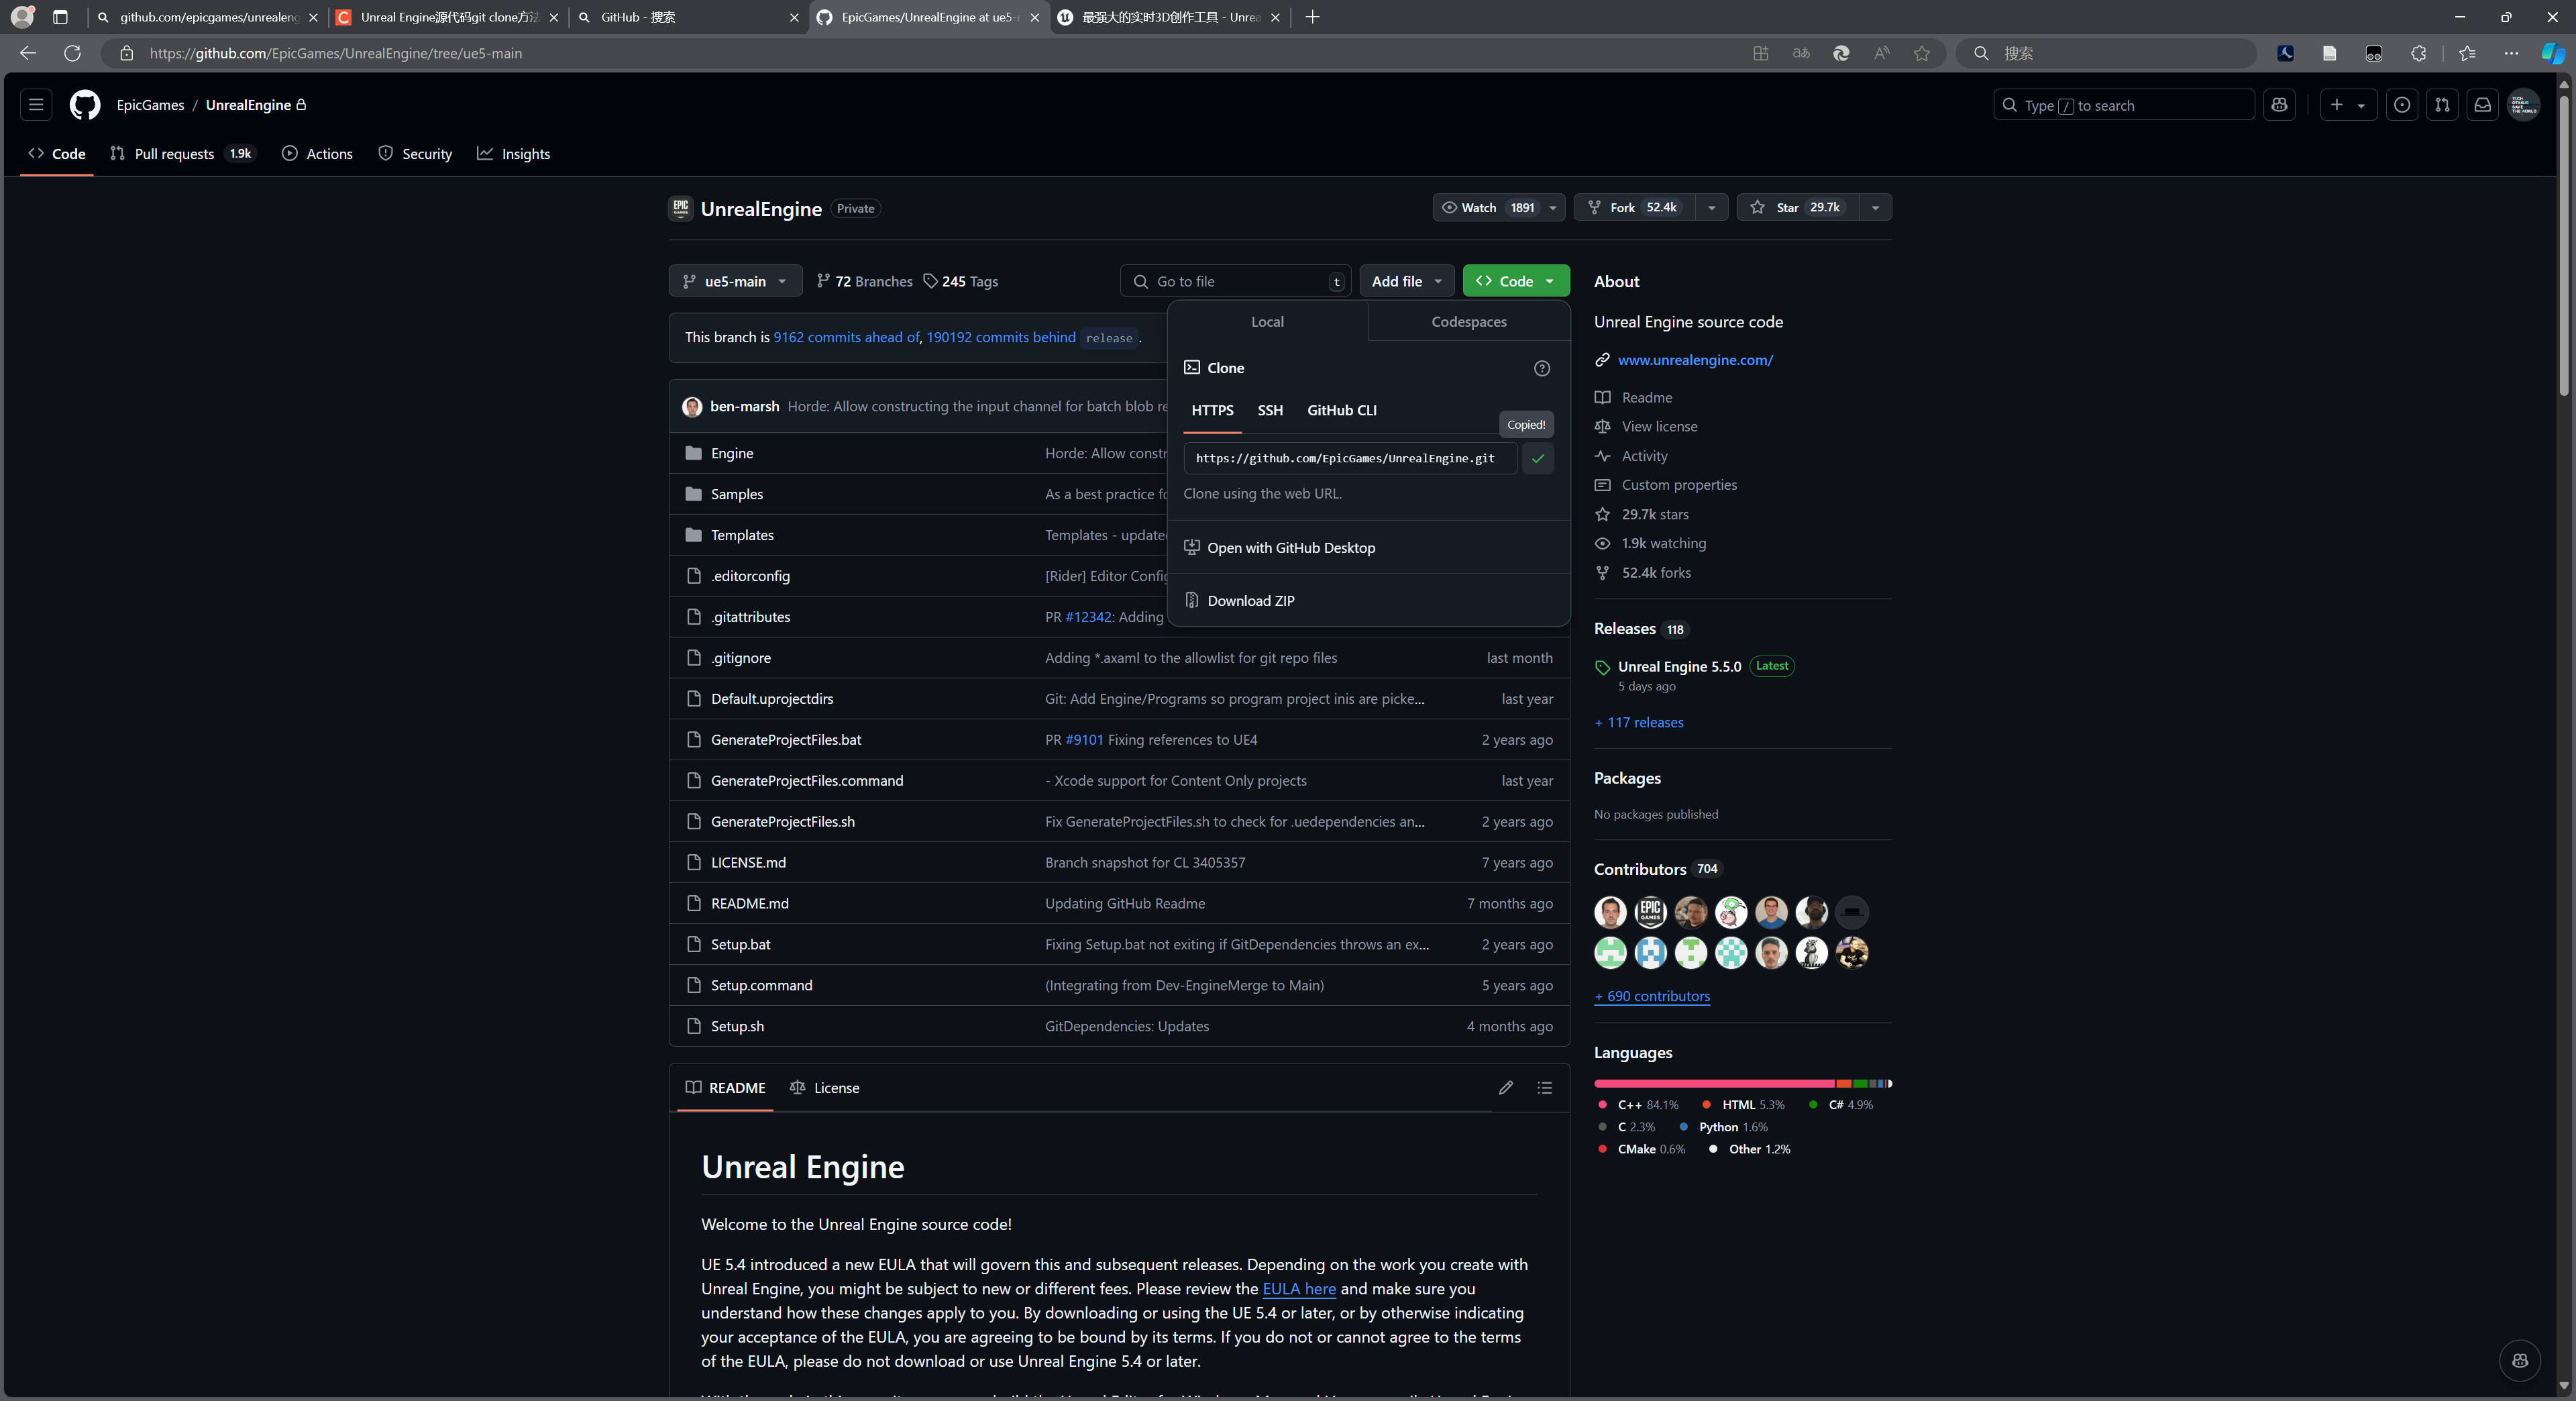 github.com/epicgames/unrealeng
Unreal Engine源代码git clone方法
GitHub - 搜索
EpicGames/UnrealEngine at ue5-
最强大的实时3D创作工具 - Unrea
https://github.com/EpicGames/UnrealEngine/tree/ue5-main
搜索
EpicGames / UnrealEngine
Type / to search
Code
Pull requests 1.9k
Actions
Security
Insights
EPIC GAMES
UnrealEngine Private
Watch 1891
Fork 52.4k
Star 29.7k
ue5-main
72 Branches
245 Tags
Go to file t
Add file
Code
This branch is 9162 commits ahead of, 190192 commits behind release .
Local
Codespaces
Clone
HTTPS SSH GitHub CLI
Copied!
https://github.com/EpicGames/UnrealEngine.git
Clone using the web URL.
Open with GitHub Desktop
Download ZIP
ben-marsh Horde: Allow constructing the input channel for batch blob re
Engine Horde: Allow constr
Samples As a best practice fo
Templates Templates - update
.editorconfig [Rider] Editor Config
.gitattributes PR #12342: Adding
.gitignore Adding *.axaml to the allowlist for git repo files last month
Default.uprojectdirs Git: Add Engine/Programs so program project inis are picke... last year
GenerateProjectFiles.bat PR #9101 Fixing references to UE4 2 years ago
GenerateProjectFiles.command - Xcode support for Content Only projects last year
GenerateProjectFiles.sh Fix GenerateProjectFiles.sh to check for .uedependencies an... 2 years ago
LICENSE.md Branch snapshot for CL 3405357 7 years ago
README.md Updating GitHub Readme 7 months ago
Setup.bat Fixing Setup.bat not exiting if GitDependencies throws an ex... 2 years ago
Setup.command (Integrating from Dev-EngineMerge to Main) 5 years ago
Setup.sh GitDependencies: Updates 4 months ago
README License
Unreal Engine
Welcome to the Unreal Engine source code!
UE 5.4 introduced a new EULA that will govern this and subsequent releases. Depending on the work you create with
Unreal Engine, you might be subject to new or different fees. Please review the EULA here and make sure you
understand how these changes apply to you. By downloading or using the UE 5.4 or later, or by otherwise indicating
your acceptance of the EULA, you are agreeing to be bound by its terms. If you do not or cannot agree to the terms
of the EULA, please do not download or use Unreal Engine 5.4 or later.
About
Unreal Engine source code
www.unrealengine.com/
Readme
View license
Activity
Custom properties
29.7k stars
1.9k watching
52.4k forks
Releases 118
Unreal Engine 5.5.0 Latest
5 days ago
+ 117 releases
Packages
No packages published
Contributors 704
EPIC GAMES
+ 690 contributors
Languages
C++ 84.1% HTML 5.3% C# 4.9%
C 2.3% Python 1.6%
CMake 0.6% Other 1.2%